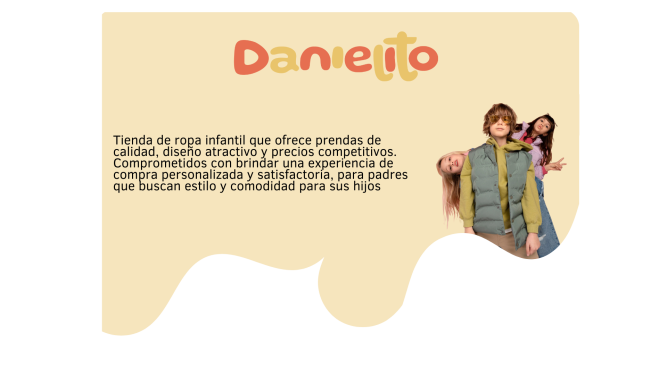 Danielito
Tienda de ropa infantil que ofrece prendas de
calidad, diseño atractivo y precios competitivos.
Comprometidos con brindar una experiencia de
compra personalizada y satisfactoria, para padres
que buscan estilo y comodidad para sus hijos